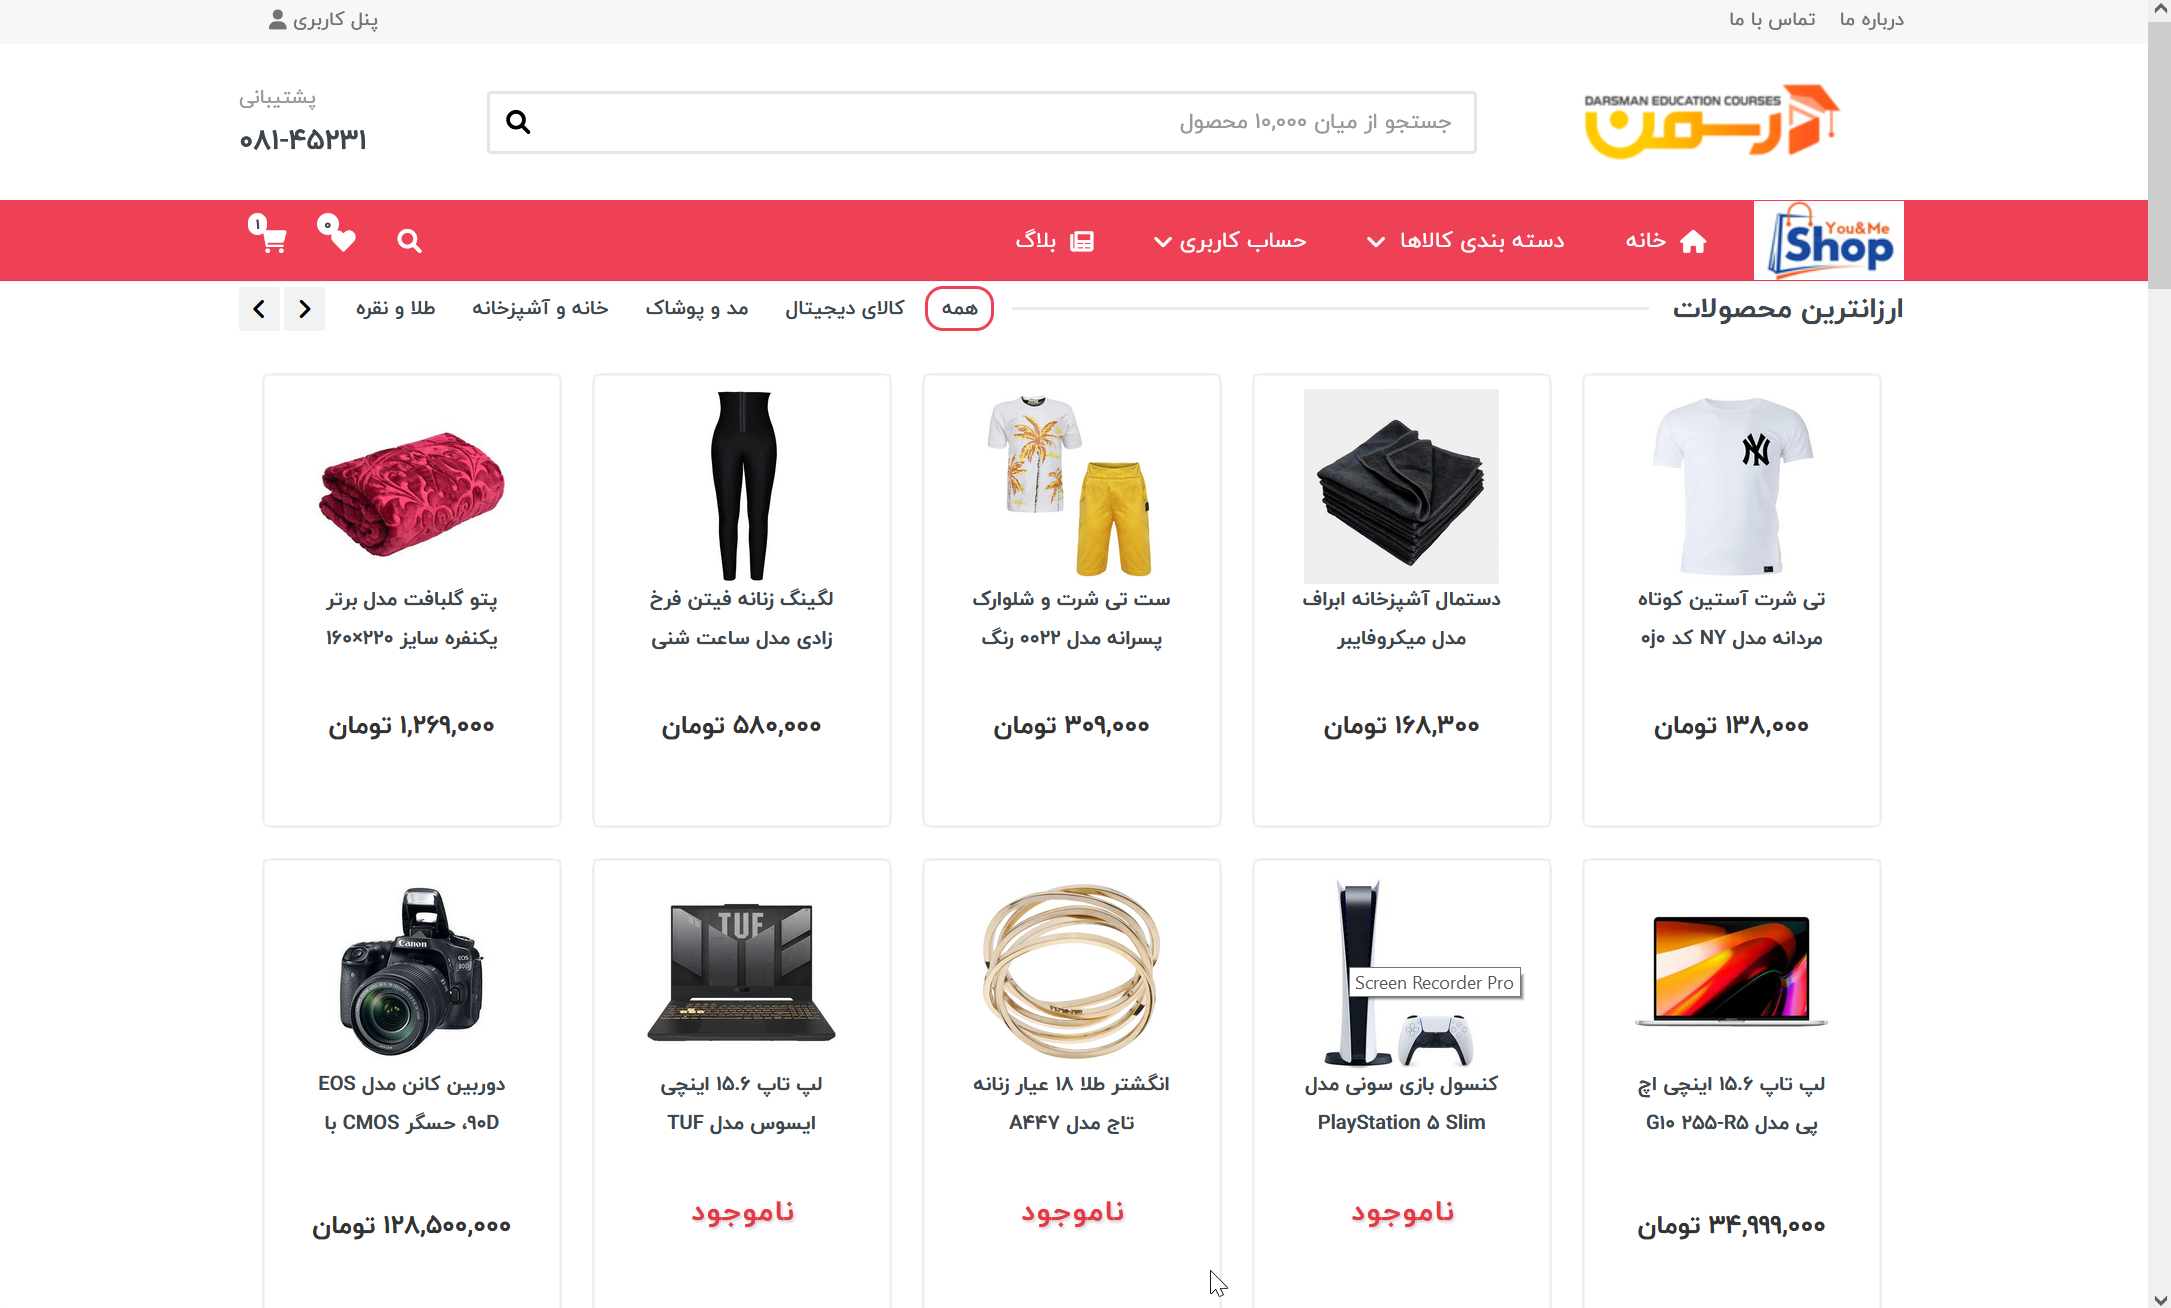 درباره ما
تماس با ما
پنل کاربری
DARSMAN EDUCATION COURSES
درسمن
جستجو از میان ۱۰,۰۰۰ محصول
پشتیبانی
۰۸۱-۴۵۲۳۱
You&Me
Shop
خانه
دسته بندی کالاها
حساب کاربری
بلاگ
۰
۱
ارزانترین محصولات
همه
کالای دیجیتال
مد و پوشاک
خانه و آشپزخانه
طلا و نقره
NY
تی شرت آستین کوتاه
مردانه مدل NY کد j۰ه
۱۳۸,۰۰۰ تومان
دستمال آشپزخانه ابراف
مدل میکروفایبر
۱۶۸,۳۰۰ تومان
ست تی شرت و شلوارک
پسرانه مدل ۰۰۲۲ رنگ
۳۰۹,۰۰۰ تومان
لگینگ زنانه فیتن فرخ
زادی مدل ساعت شنی
۵۸۰,۰۰۰ تومان
پتو گلبافت مدل برتر
یکنفره سایز ۲۲۰×۱۶۰
۱,۲۶۹,۰۰۰ تومان
لپ تاپ ۱۵.۶ اینچی اچ
پی مدل G۱۰ ۲۵۵-R۵
۳۴,۹۹۹,۰۰۰ تومان
Screen Recorder Pro
کنسول بازی سونی مدل
PlayStation ۵ Slim
ناموجود
انگشتر طلا ۱۸ عیار زنانه
تاج مدل A۴۴۷
ناموجود
TUF
لپ تاپ ۱۵.۶ اینچی
ایسوس مدل TUF
ناموجود
Canon
EOS
80D
دوربین کانن مدل EOS
۹۰D، حسگر CMOS با
۱۲۸,۵۰۰,۰۰۰ تومان